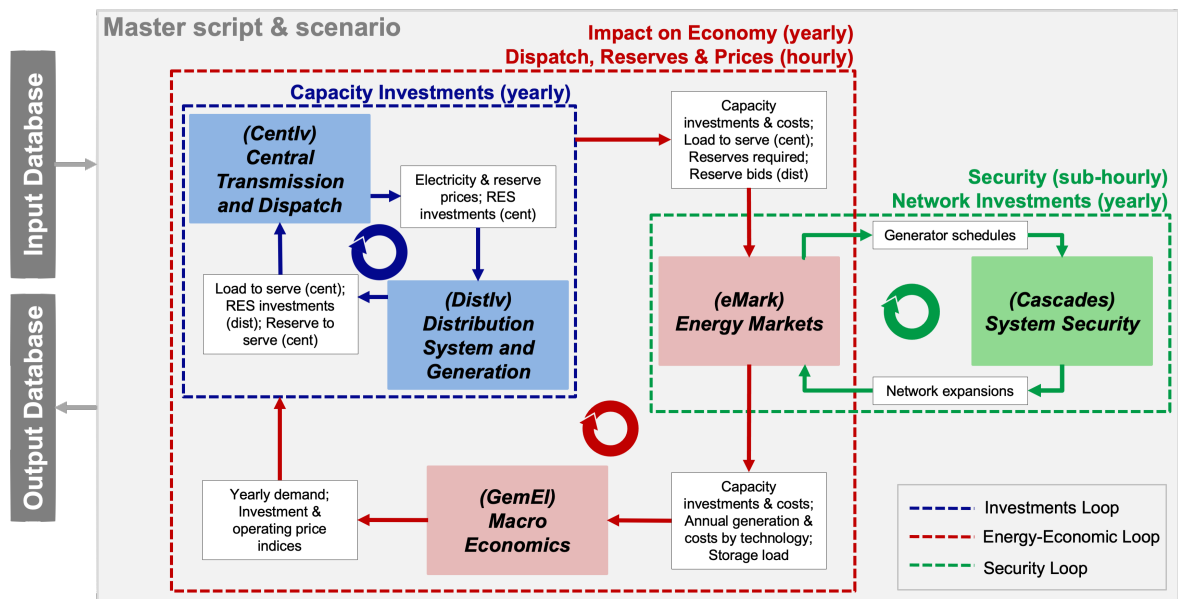 Master script & scenario
Input Database
Output Database
Impact on Economy (yearly)
Dispatch, Reserves & Prices (hourly)
Capacity Investments (yearly)
(CentIv)
Central
Transmission
and Dispatch
Electricity & reserve
prices; RES
investments (cent)
Load to serve (cent);
RES investments
(dist); Reserve to
serve (cent)
(DistIv)
Distribution
System and
Generation
Capacity
investments & costs;
Load to serve (cent);
Reserves required;
Reserve bids (dist)
Security (sub-hourly)
Network Investments (yearly)
Generator schedules
(eMark)
Energy Markets
(Cascades)
System Security
Network expansions
Yearly demand;
Investment &
operating price
indices
(GemEl)
Macro
Economics
Capacity
investments & costs;
Annual generation &
costs by technology;
Storage load
Investments Loop
Energy-Economic Loop
Security Loop